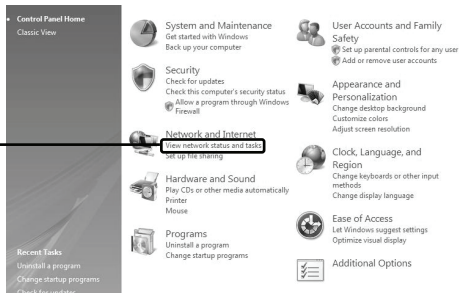 Control Panel Home
Classic View
System and Maintenance
Get started with Windows
Back up your computer
Security
Check for updates
Check this computer's security status
Allow a program through Windows
Firewall
Network and Internet
View network status and tasks
Set up file sharing
Hardware and Sound
Play CDs or other media automatically
Printer
Mouse
Programs
Uninstall a program
Change startup programs
User Accounts and Family
Safety
Set up parental controls for any user
Add or remove user accounts
Appearance and
Personalization
Change desktop background
Customize colors
Adjust screen resolution
Clock, Language, and
Region
Change keyboards or other input
methods
Change display language
Ease of Access
Let Windows suggest settings
Optimize visual display
Additional Options
Recent Tasks
Uninstall a program
Change startup programs
Check for updates